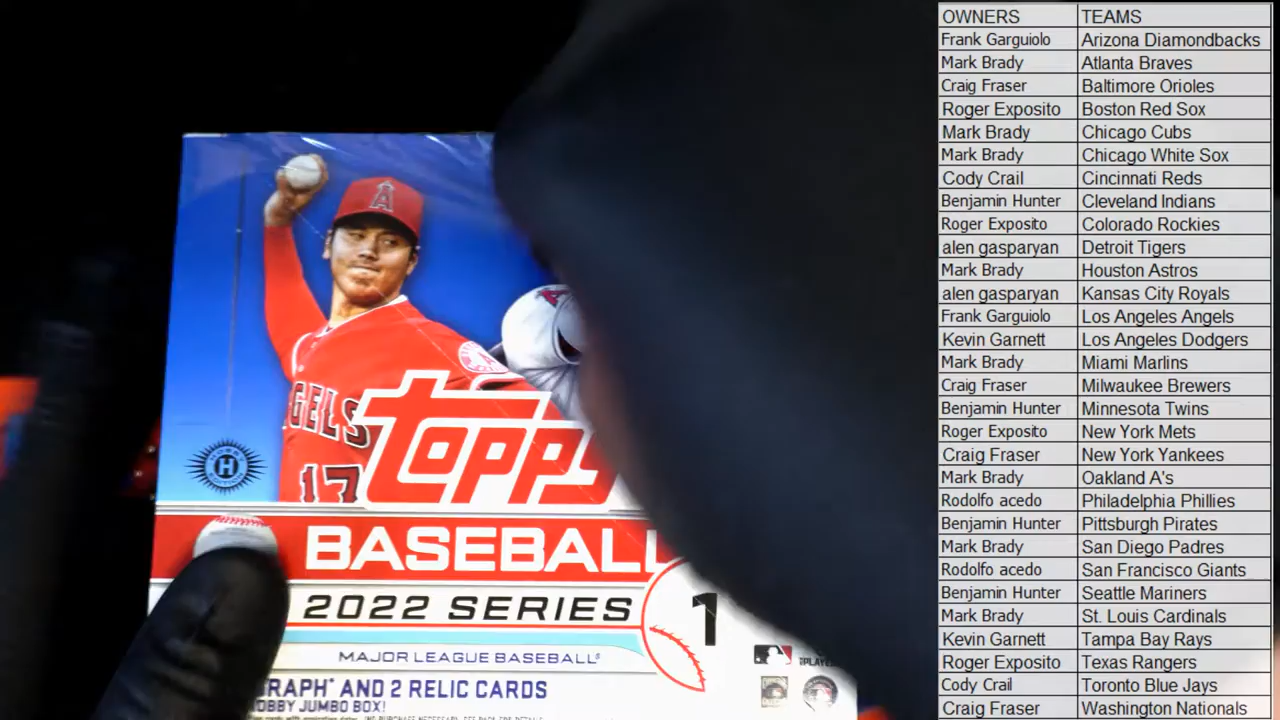 A
ANGELS
17
HOBBY
H
EDITION
topps
BASEBALL
2022 SERIES 1
MAJOR LEAGUE BASEBALL
GRAPH AND 2 RELIC CARDS
OBBY JUMBO BOX!
OWNERS TEAMS
Frank Garguiolo Arizona Diamondbacks
Mark Brady Atlanta Braves
Craig Fraser Baltimore Orioles
Roger Exposito Boston Red Sox
Mark Brady Chicago Cubs
Mark Brady Chicago White Sox
Cody Crail Cincinnati Reds
Benjamin Hunter Cleveland Indians
Roger Exposito Colorado Rockies
alen gasparyan Detroit Tigers
Mark Brady Houston Astros
alen gasparyan Kansas City Royals
Frank Garguiolo Los Angeles Angels
Kevin Garnett Los Angeles Dodgers
Mark Brady Miami Marlins
Craig Fraser Milwaukee Brewers
Benjamin Hunter Minnesota Twins
Roger Exposito New York Mets
Craig Fraser New York Yankees
Mark Brady Oakland A's
Rodolfo acedo Philadelphia Phillies
Benjamin Hunter Pittsburgh Pirates
Mark Brady San Diego Padres
Rodolfo acedo San Francisco Giants
Benjamin Hunter Seattle Mariners
Mark Brady St. Louis Cardinals
Kevin Garnett Tampa Bay Rays
Roger Exposito Texas Rangers
Cody Crail Toronto Blue Jays
Craig Fraser Washington Nationals